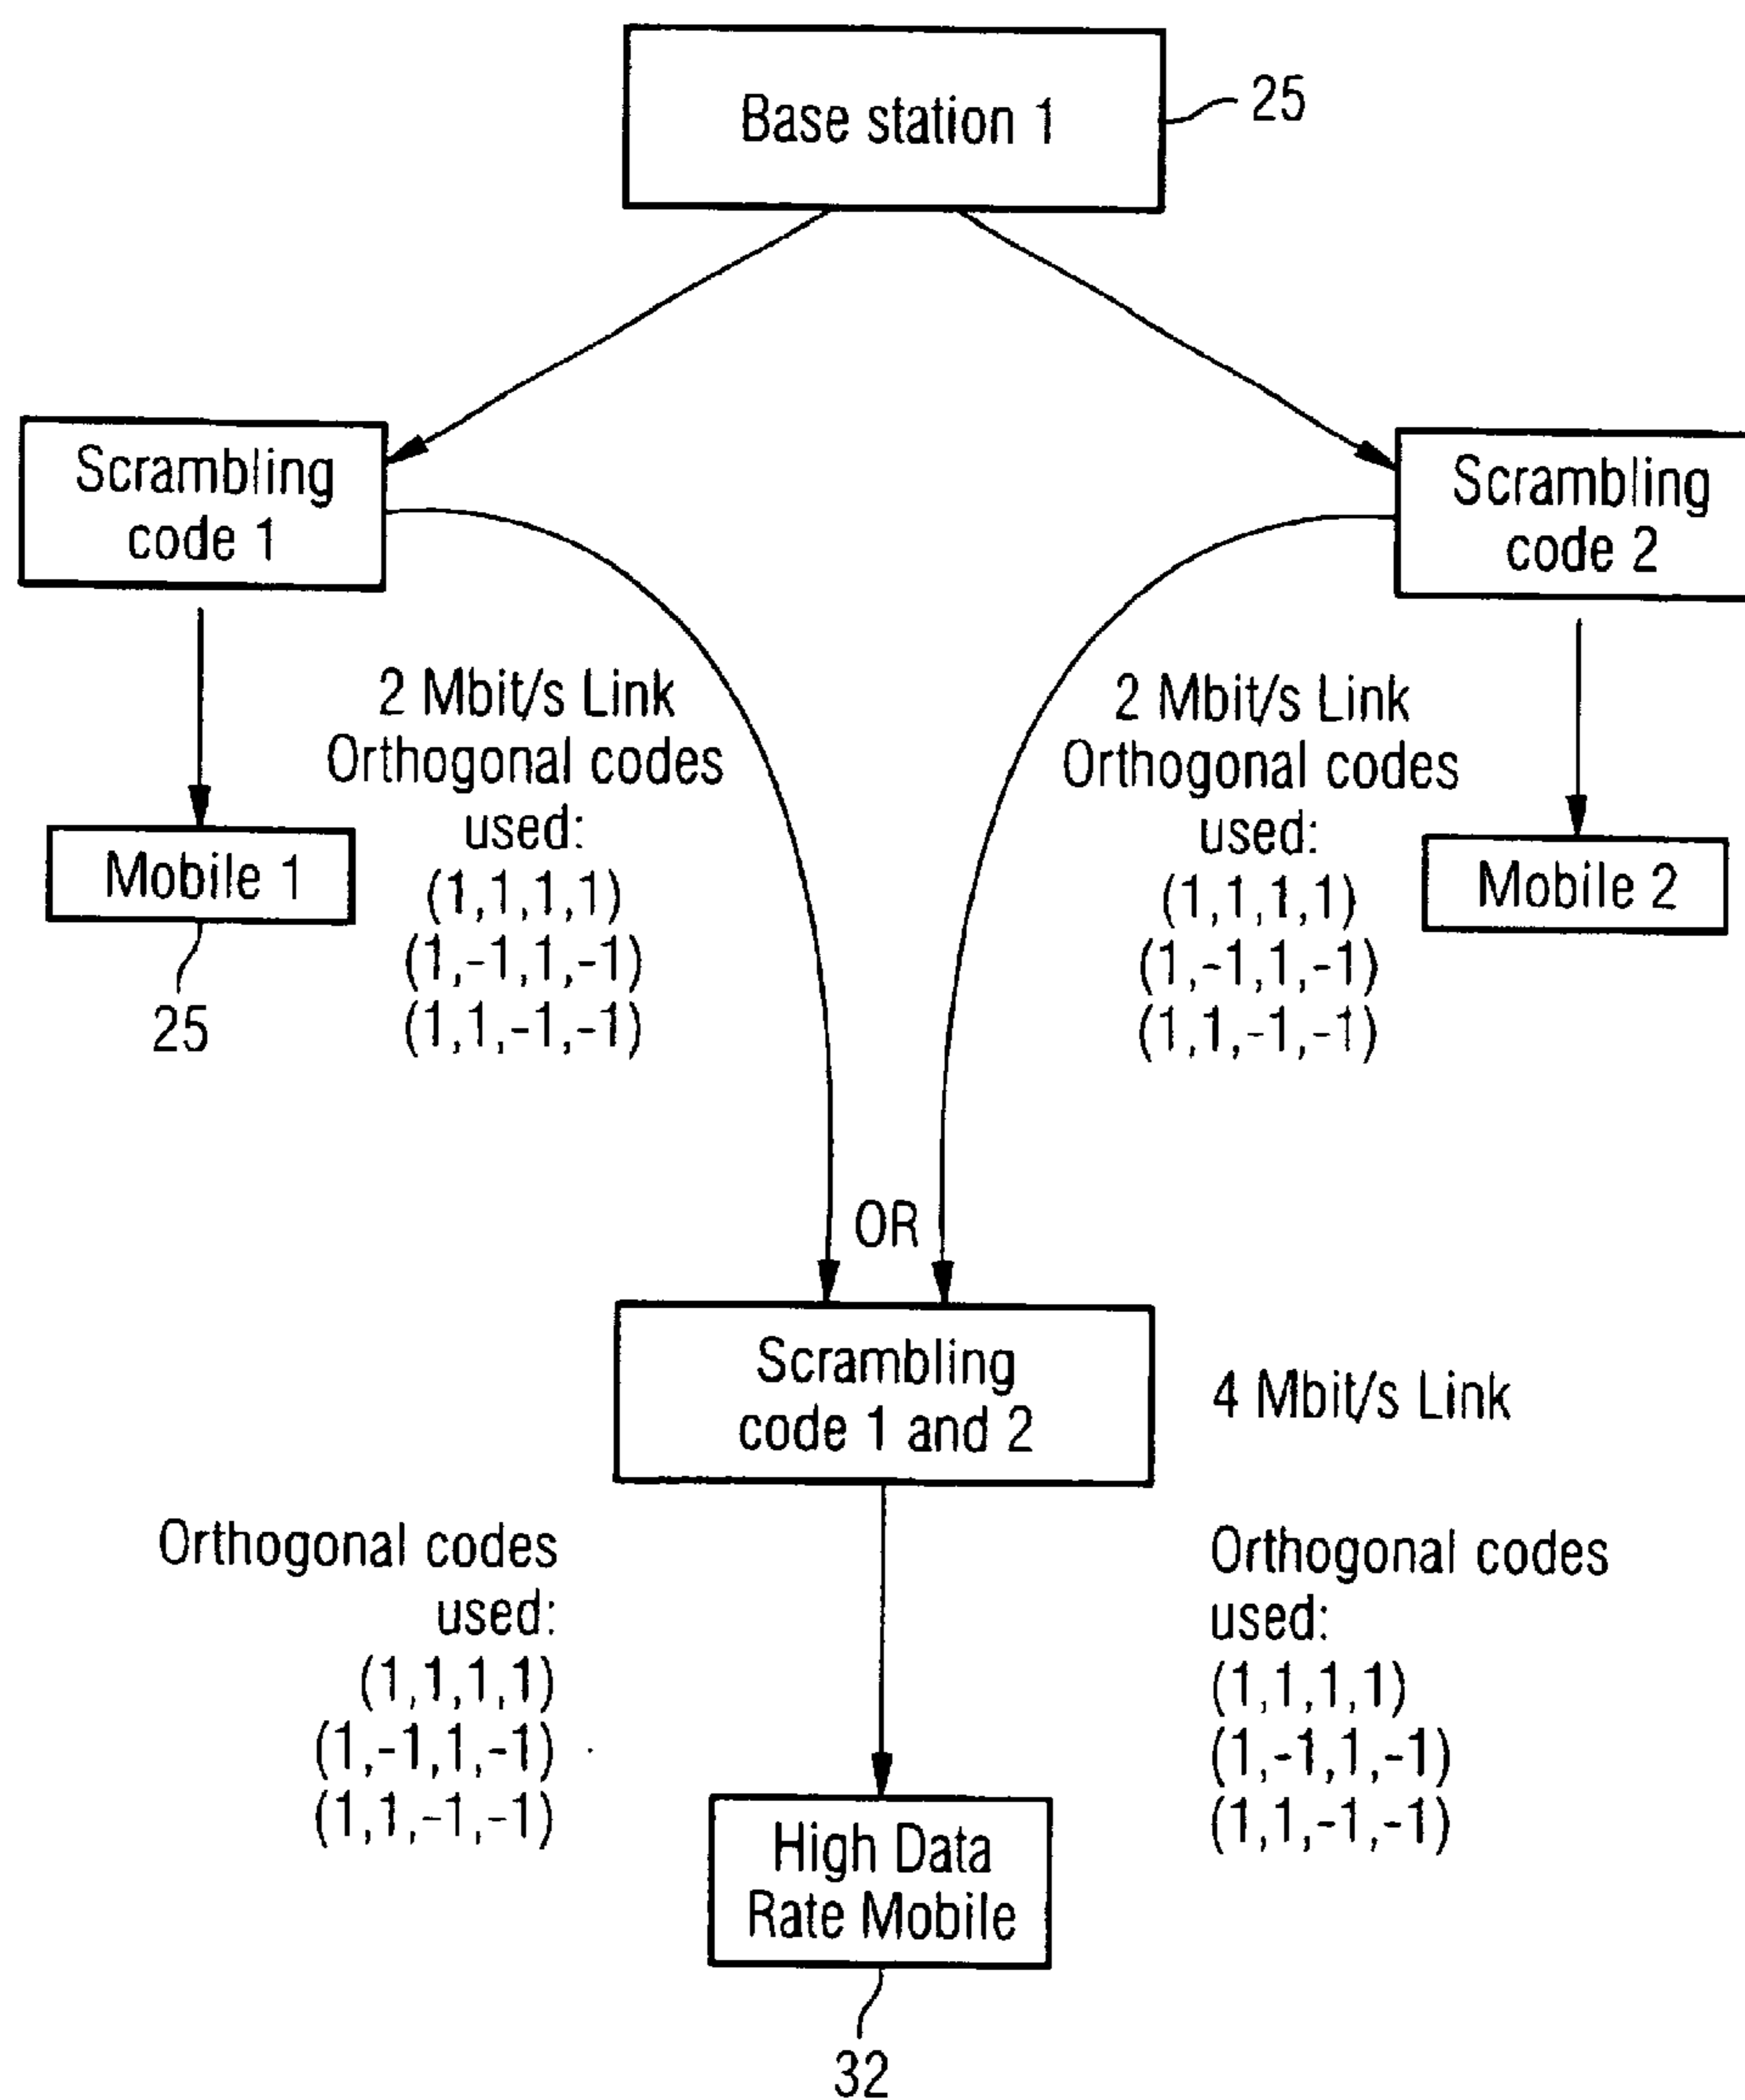 Base station 1
25
Scrambling
code 1
Scrambling
code 2
2 Mbit/s Link
Orthogonal codes
used:
(1,1,1,1)
(1,-1,1,-1)
(1,1,-1,-1)
2 Mbit/s Link
Orthogonal codes
used:
(1,1,1,1)
(1,-1,1,-1)
(1,1,-1,-1)
Mobile 1
25
Mobile 2
OR
Scrambling
code 1 and 2
4 Mbit/s Link
Orthogonal codes
used:
(1,1,1,1)
(1,-1,1,-1)
(1,1,-1,-1)
Orthogonal codes
used:
(1,1,1,1)
(1,-1,1,-1)
(1,1,-1,-1)
High Data
Rate Mobile
32